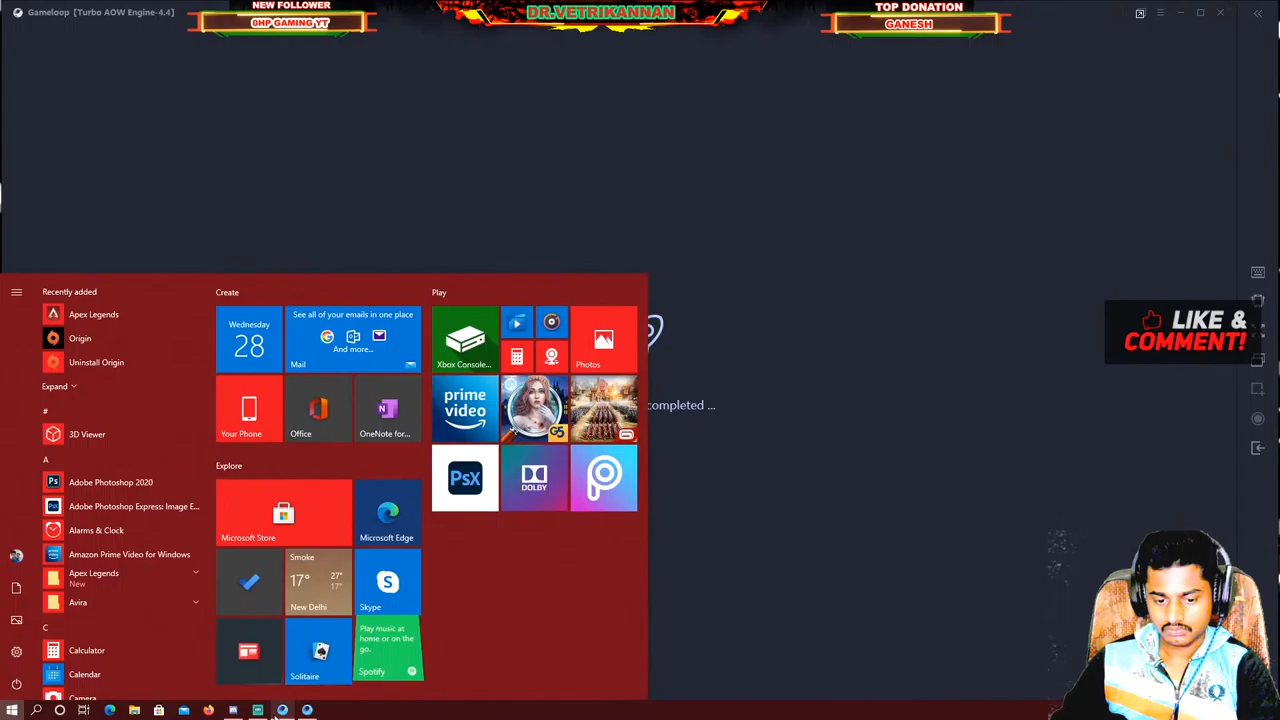 Gameloop [Turbo AOW Engine-4.4]
NEW FOLLOWER
0HP GAMING YT
DR.VETRIKANNAN
TOP DONATION
GANESH
LIKE &
COMMENT!
completed ...
Recently added
Apex Legends
Origin
Uninstall Origin
Expand
#
3D Viewer
A
Adobe Photoshop 2020
Adobe Photoshop Express: Image E...
Alarms & Clock
Amazon Prime Video for Windows
Apex Legends
New
Avira
C
Calculator
Calendar
Camera
Create
Wednesday
28
See all of your emails in one place
And more...
Mail
Your Phone
Office
OneNote for...
Explore
Microsoft Store
Microsoft Edge
Smoke
17°
27°
17°
New Delhi
Skype
Solitaire
Play music at
home or on the
go.
Spotify
Play
Xbox Console...
Photos
prime
video
G5
PsX
DOLBY